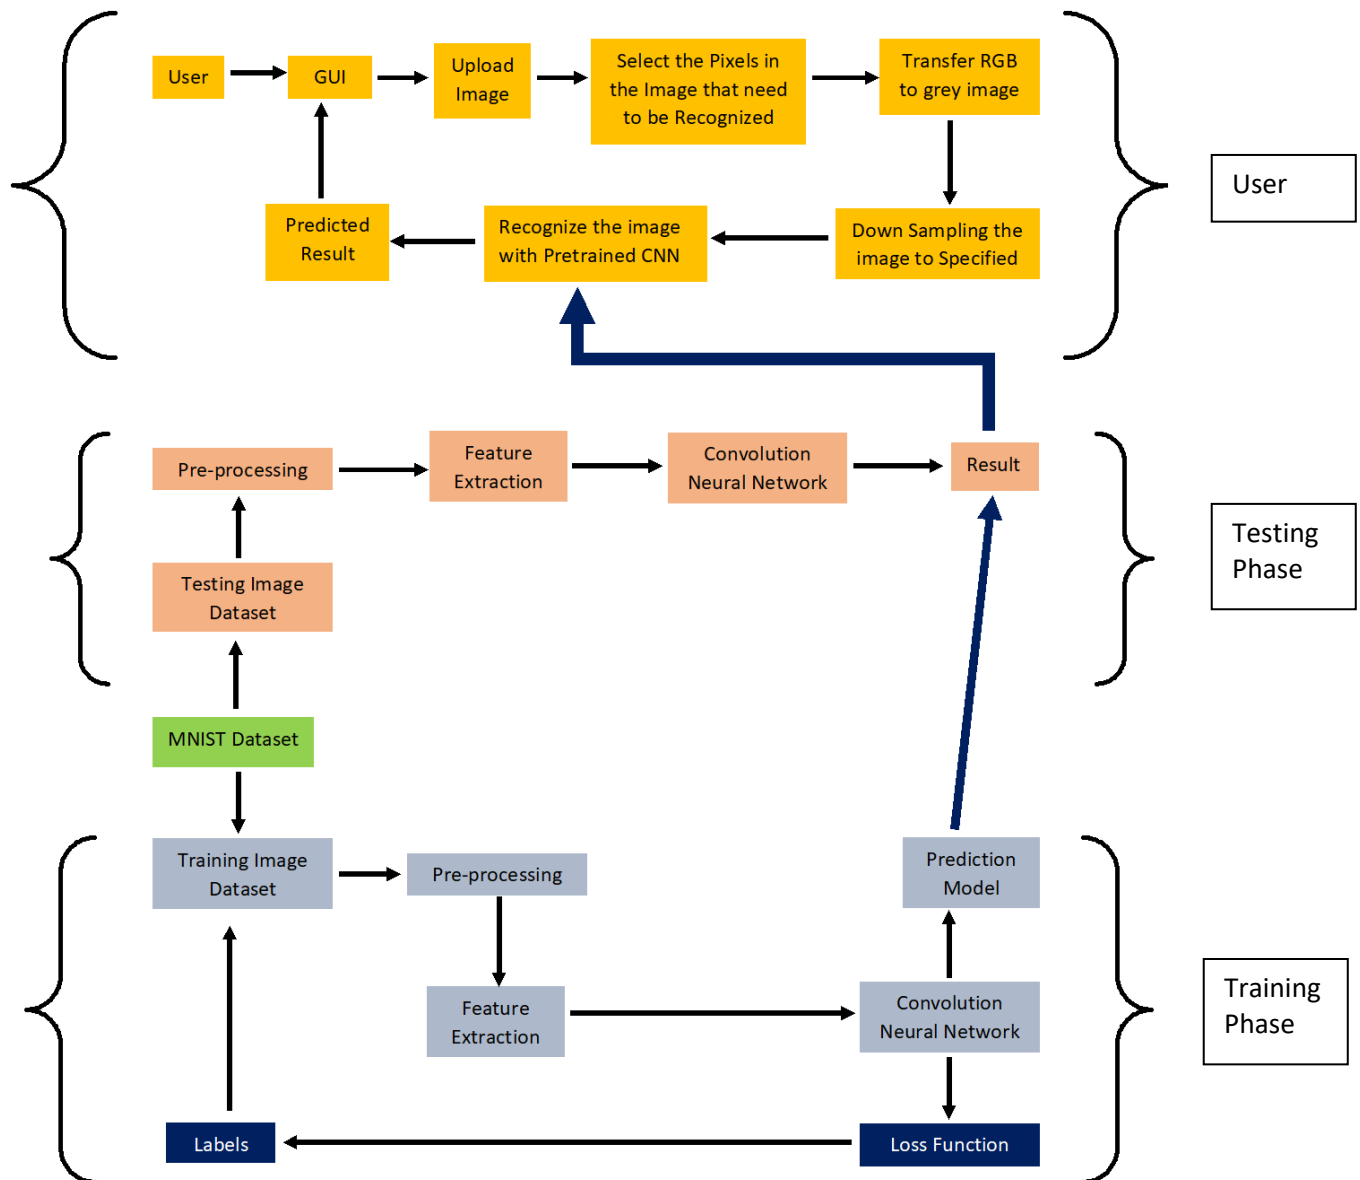 User
GUI
Upload
Image
Select the Pixels in
the Image that need
to be Recognized
Transfer RGB
to grey image
User
Predicted
Result
Recognize the image
with Pretrained CNN
Down Sampling the
image to Specified
Pre-processing
Feature
Extraction
Convolution
Neural Network
Result
Testing
Phase
Testing Image
Dataset
MNIST Dataset
Training Image
Dataset
Pre-processing
Prediction
Model
Feature
Extraction
Convolution
Neural Network
Training
Phase
Labels
Loss Function